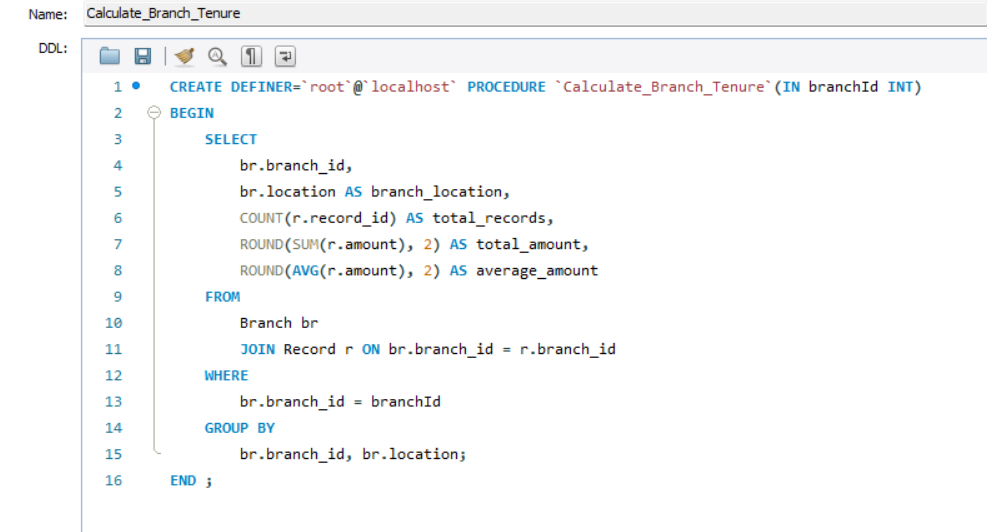 Name: Calculate_Branch_Tenure
DDL:
1 CREATE DEFINER=`root`@`localhost` PROCEDURE `Calculate_Branch_Tenure`(IN branchId INT)
2 BEGIN
3 SELECT
4 br.branch_id,
5 br.location AS branch_location,
6 COUNT(r.record_id) AS total_records,
7 ROUND(SUM(r.amount), 2) AS total_amount,
8 ROUND(AVG(r.amount), 2) AS average_amount
9 FROM
10 Branch br
11 JOIN Record r ON br.branch_id = r.branch_id
12 WHERE
13 br.branch_id = branchId
14 GROUP BY
15 br.branch_id, br.location;
16 END ;